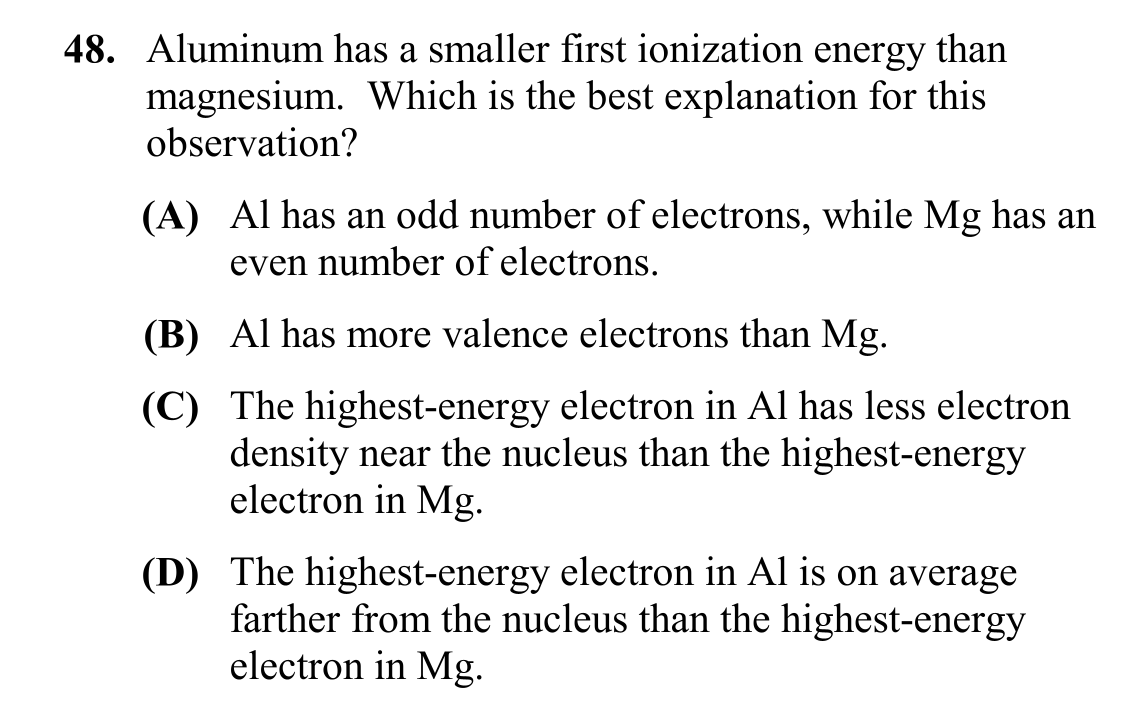 48. Aluminum has a smaller first ionization energy than
magnesium. Which is the best explanation for this
observation?
(A) Al has an odd number of electrons, while Mg has an
even number of electrons.
(B) Al has more valence electrons than Mg.
(C) The highest-energy electron in Al has less electron
density near the nucleus than the highest-energy
electron in Mg.
(D) The highest-energy electron in Al is on average
farther from the nucleus than the highest-energy
electron in Mg.